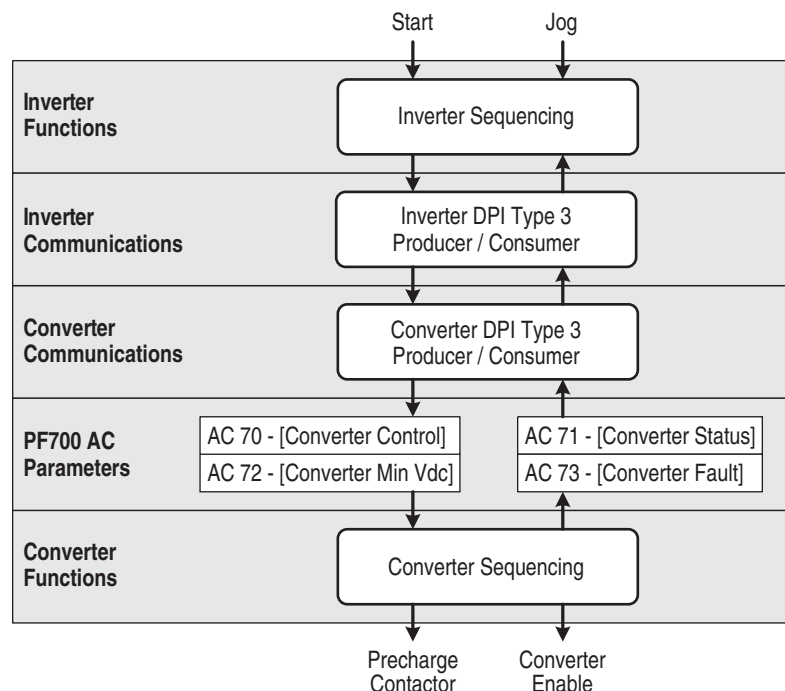 Start
Jog
Inverter
Functions
Inverter Sequencing
Inverter
Communications
Inverter DPI Type 3
Producer / Consumer
Converter
Communications
Converter DPI Type 3
Producer / Consumer
PF700 AC
Parameters
AC 70 - [Converter Control]
AC 72 - [Converter Min Vdc]
AC 71 - [Converter Status]
AC 73 - [Converter Fault]
Converter
Functions
Converter Sequencing
Precharge
Contactor
Converter
Enable